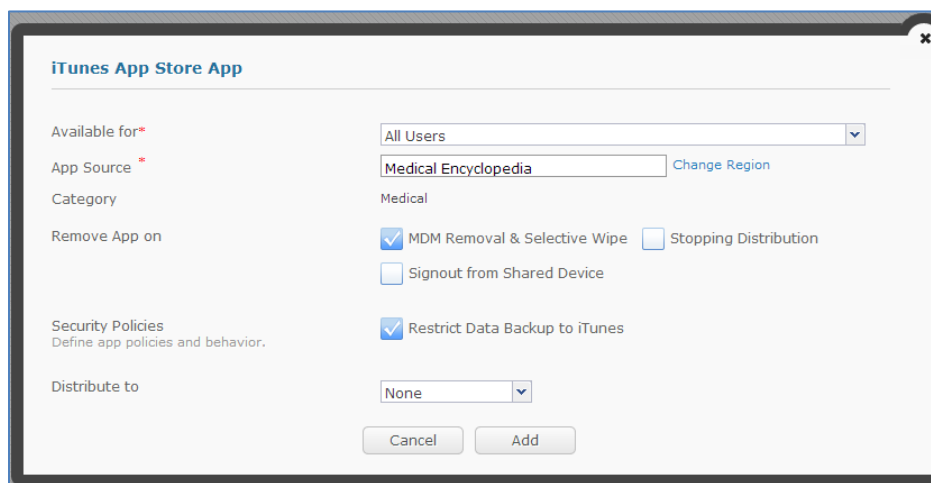 iTunes App Store App
Available for* All Users
App Source * Medical Encyclopedia Change Region
Category Medical
Remove App on MDM Removal & Selective Wipe Stopping Distribution
Signout from Shared Device
Security Policies Restrict Data Backup to iTunes
Define app policies and behavior.
Distribute to None
Cancel Add